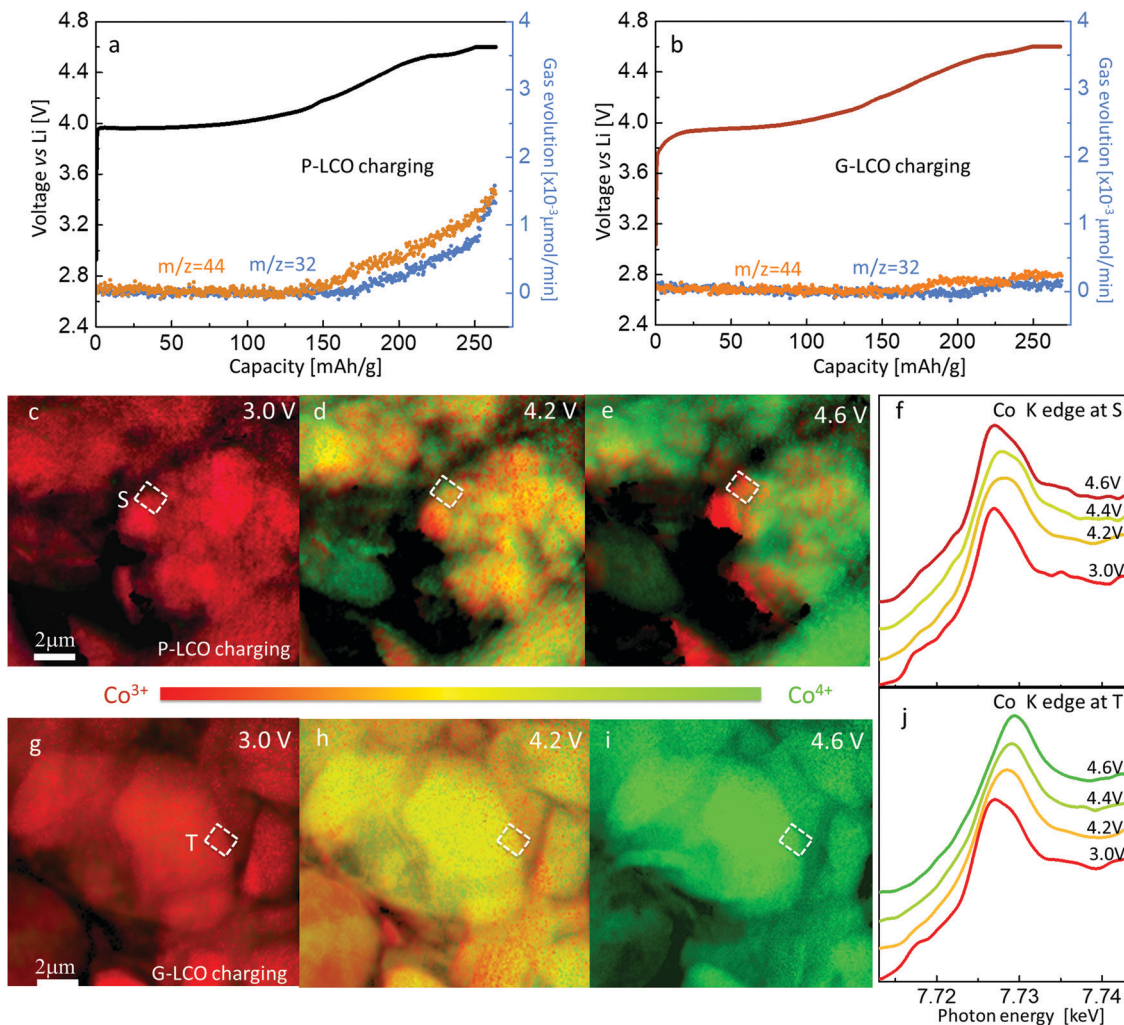 a
P-LCO charging
m/z=44 m/z=32
Voltage vs Li [V]
4.8
4.4
4.0
3.6
3.2
2.8
2.4
0 50 100 150 200 250
Capacity [mAh/g]
4
3
2
1
0
Gas evolution [x10⁻³ μmol/min]
b
G-LCO charging
m/z=44 m/z=32
Voltage vs Li [V]
4.8
4.4
4.0
3.6
3.2
2.8
2.4
0 50 100 150 200 250
Capacity [mAh/g]
4
3
2
1
0
Gas evolution [x10⁻³ μmol/min]
c 3.0 V
S
2μm
P-LCO charging
d 4.2 V
e 4.6 V
f Co K edge at S
4.6V
4.4V
4.2V
3.0V
Co³⁺ Co⁴⁺
g 3.0 V
T
2μm
G-LCO charging
h 4.2 V
i 4.6 V
j Co K edge at T
4.6V
4.4V
4.2V
3.0V
7.72 7.73 7.74
Photon energy [keV]